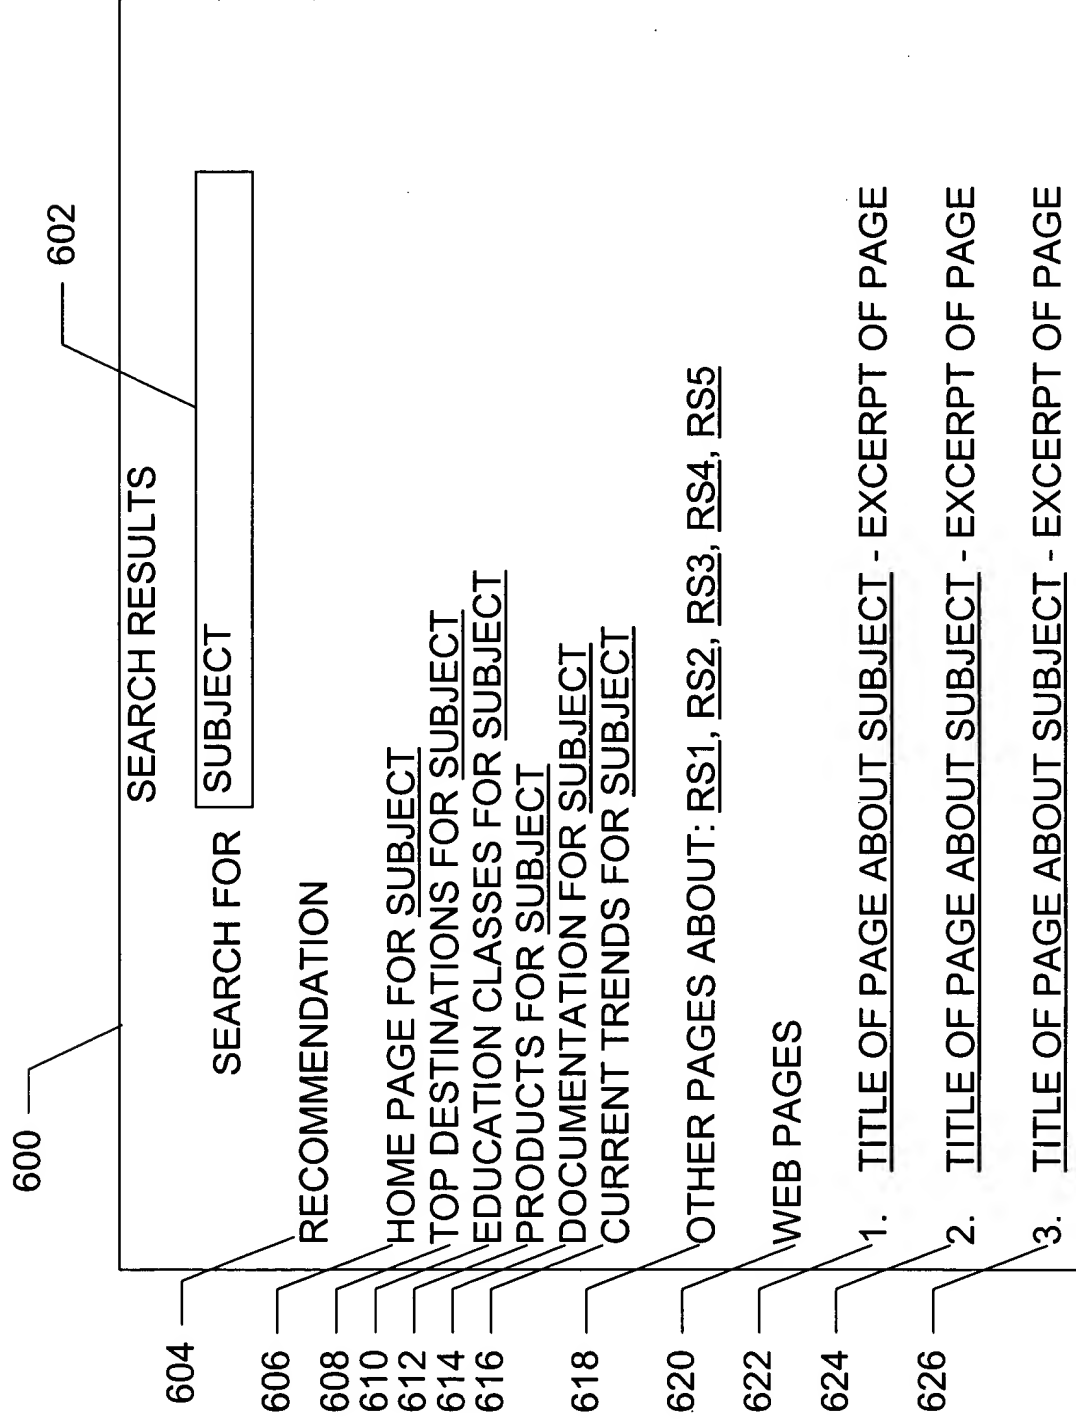 600
602
SEARCH RESULTS
SEARCH FOR SUBJECT
604 RECOMMENDATION
606 HOME PAGE FOR SUBJECT
608 TOP DESTINATIONS FOR SUBJECT
610 EDUCATION CLASSES FOR SUBJECT
612 PRODUCTS FOR SUBJECT
614 DOCUMENTATION FOR SUBJECT
616 CURRENT TRENDS FOR SUBJECT
618 OTHER PAGES ABOUT: RS1, RS2, RS3, RS4, RS5
620 WEB PAGES
622 1. TITLE OF PAGE ABOUT SUBJECT - EXCERPT OF PAGE
624 2. TITLE OF PAGE ABOUT SUBJECT - EXCERPT OF PAGE
626 3. TITLE OF PAGE ABOUT SUBJECT - EXCERPT OF PAGE